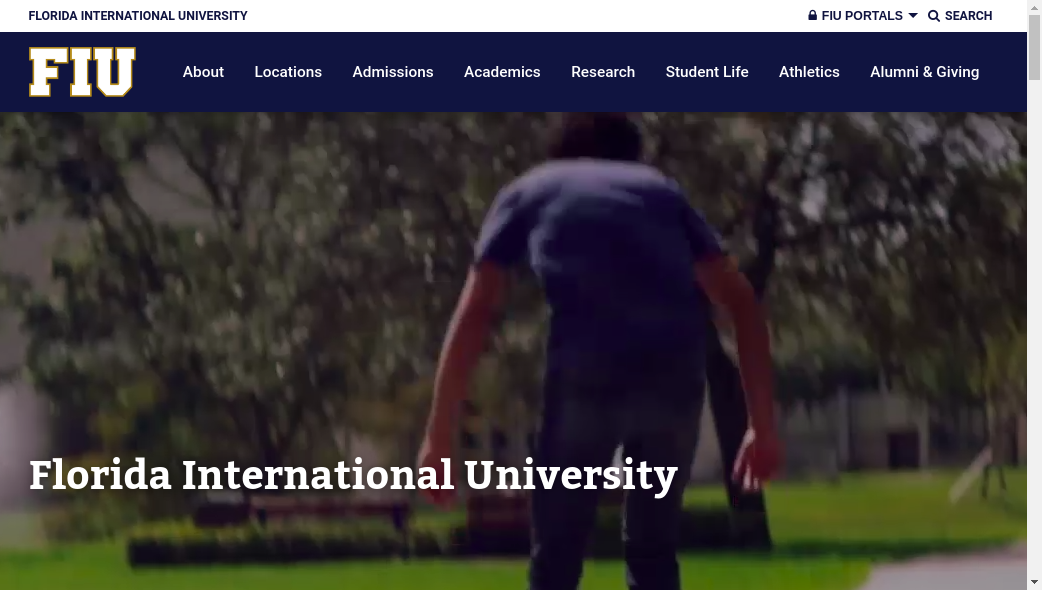 FLORIDA INTERNATIONAL UNIVERSITY
FIU PORTALS
SEARCH
FIU
About
Locations
Admissions
Academics
Research
Student Life
Athletics
Alumni & Giving
Florida International University